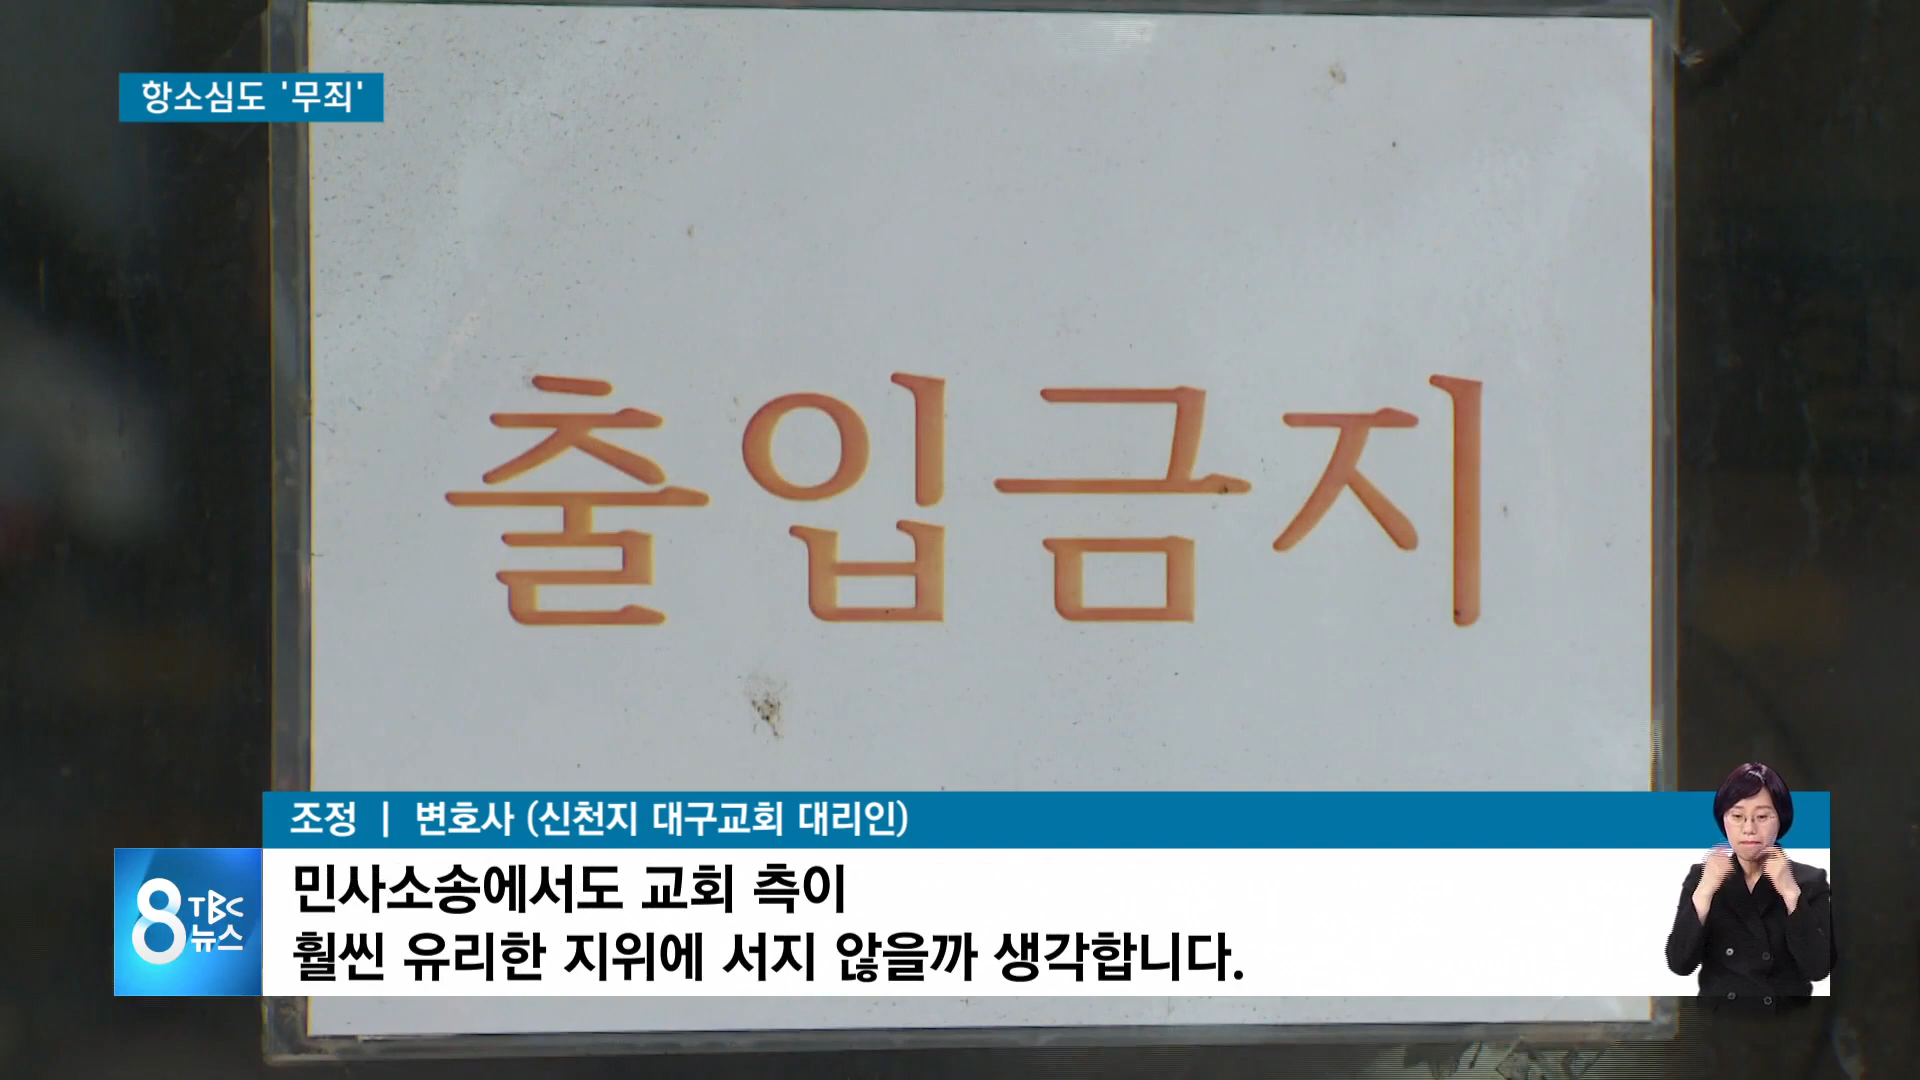 항소심도 '무죄'
출입금지
조정 | 변호사 (신천지 대구교회 대리인)
민사소송에서도 교회 측이
훨씬 유리한 지위에 서지 않을까 생각합니다.
8 TBC
뉴스